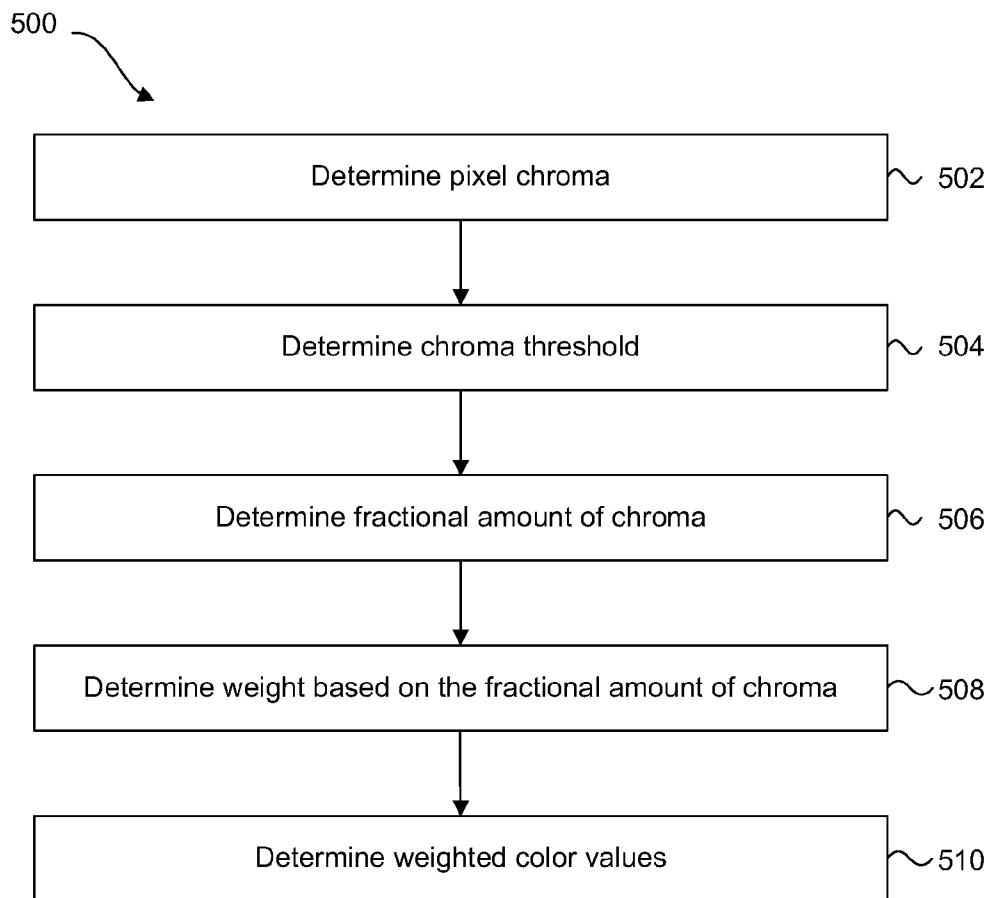 500
Determine pixel chroma
502
Determine chroma threshold
504
Determine fractional amount of chroma
506
Determine weight based on the fractional amount of chroma
508
Determine weighted color values
510